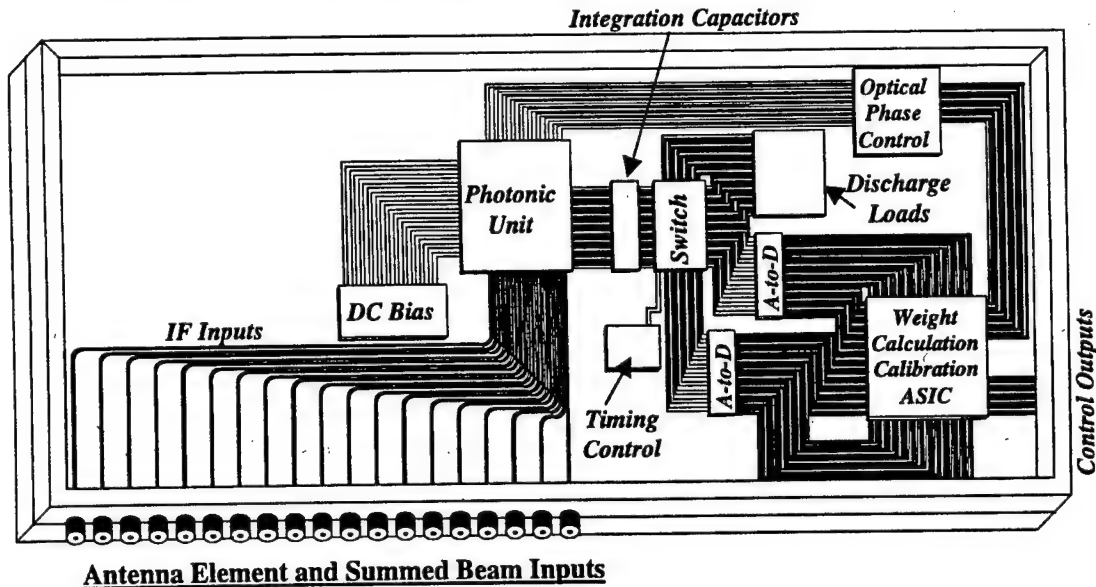 Integration Capacitors
Optical
Phase
Control
Photonic
Unit
Switch
Discharge
Loads
A-to-D
DC Bias
IF Inputs
Weight
Calculation
Calibration
ASIC
A-to-D
Timing
Control
Control Outputs
Antenna Element and Summed Beam Inputs